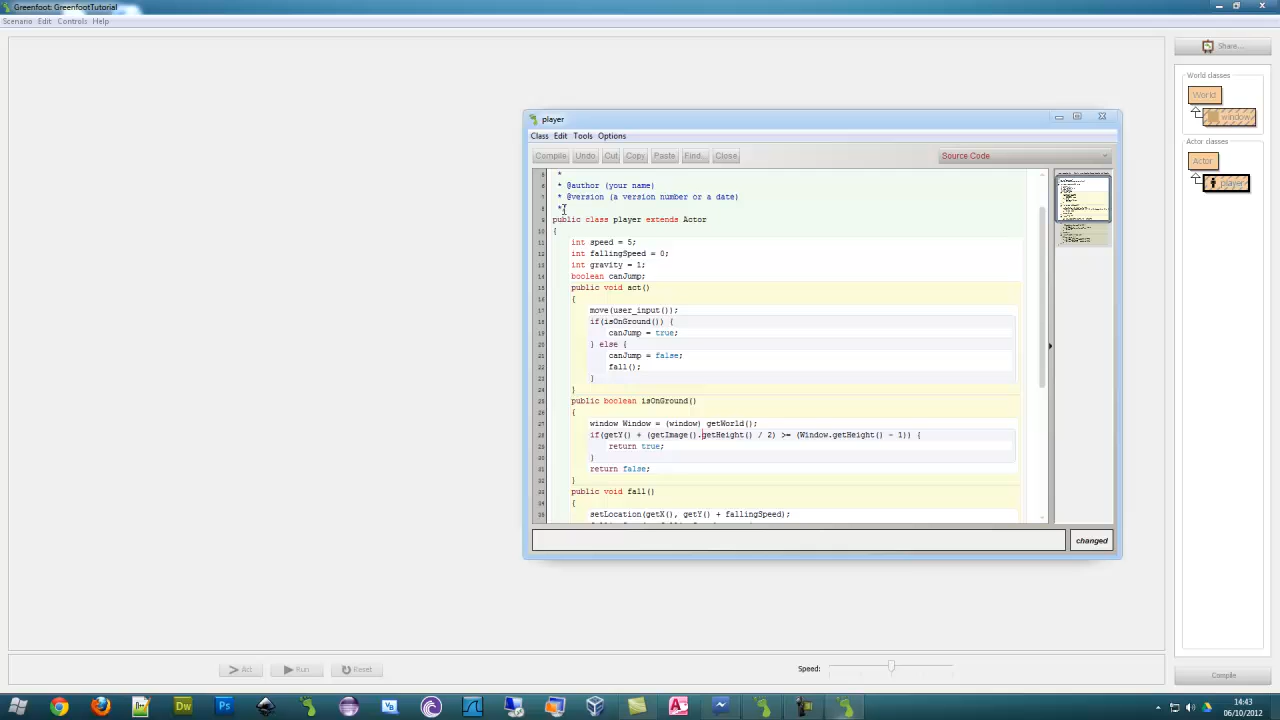 Greenfoot: GreenfootTutorial
Scenario Edit Controls Help
Share...
World classes
World
window
Actor classes
Actor
player
player
Class Edit Tools Options
Compile Undo Cut Copy Paste Find... Close
Source Code
*
* @author (your name)
* @version (a version number or a date)
*
public class player extends Actor
{
int speed = 5;
int fallingSpeed = 0;
int gravity = 1;
boolean canJump;
public void act()
{
move(user_input());
if(isOnGround()) {
canJump = true;
} else {
canJump = false;
fall();
}
}
public boolean isOnGround()
{
window Window = (window) getWorld();
if(getY() + (getImage().getHeight() / 2) >= (Window.getHeight() - 1)) {
return true;
}
return false;
}
public void fall()
{
setLocation(getX(), getY() + fallingSpeed);
changed
Act
Run
Reset
Speed:
Compile
14:43
06/10/2012